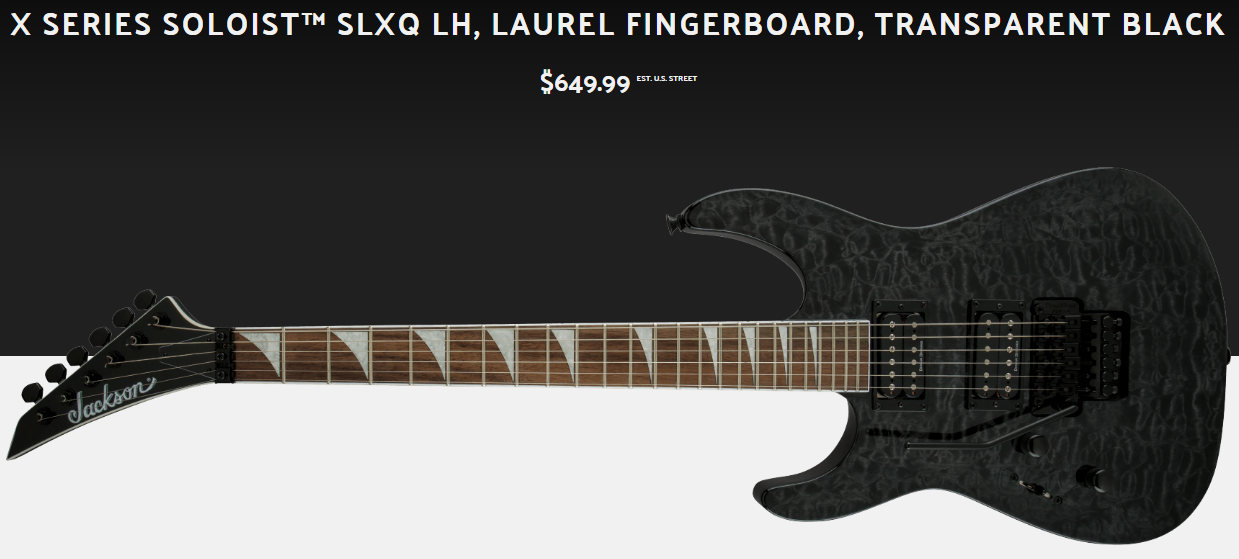 X SERIES SOLOIST™ SLXQ LH, LAUREL FINGERBOARD, TRANSPARENT BLACK
$649.99 EST. U.S. STREET
Jackson